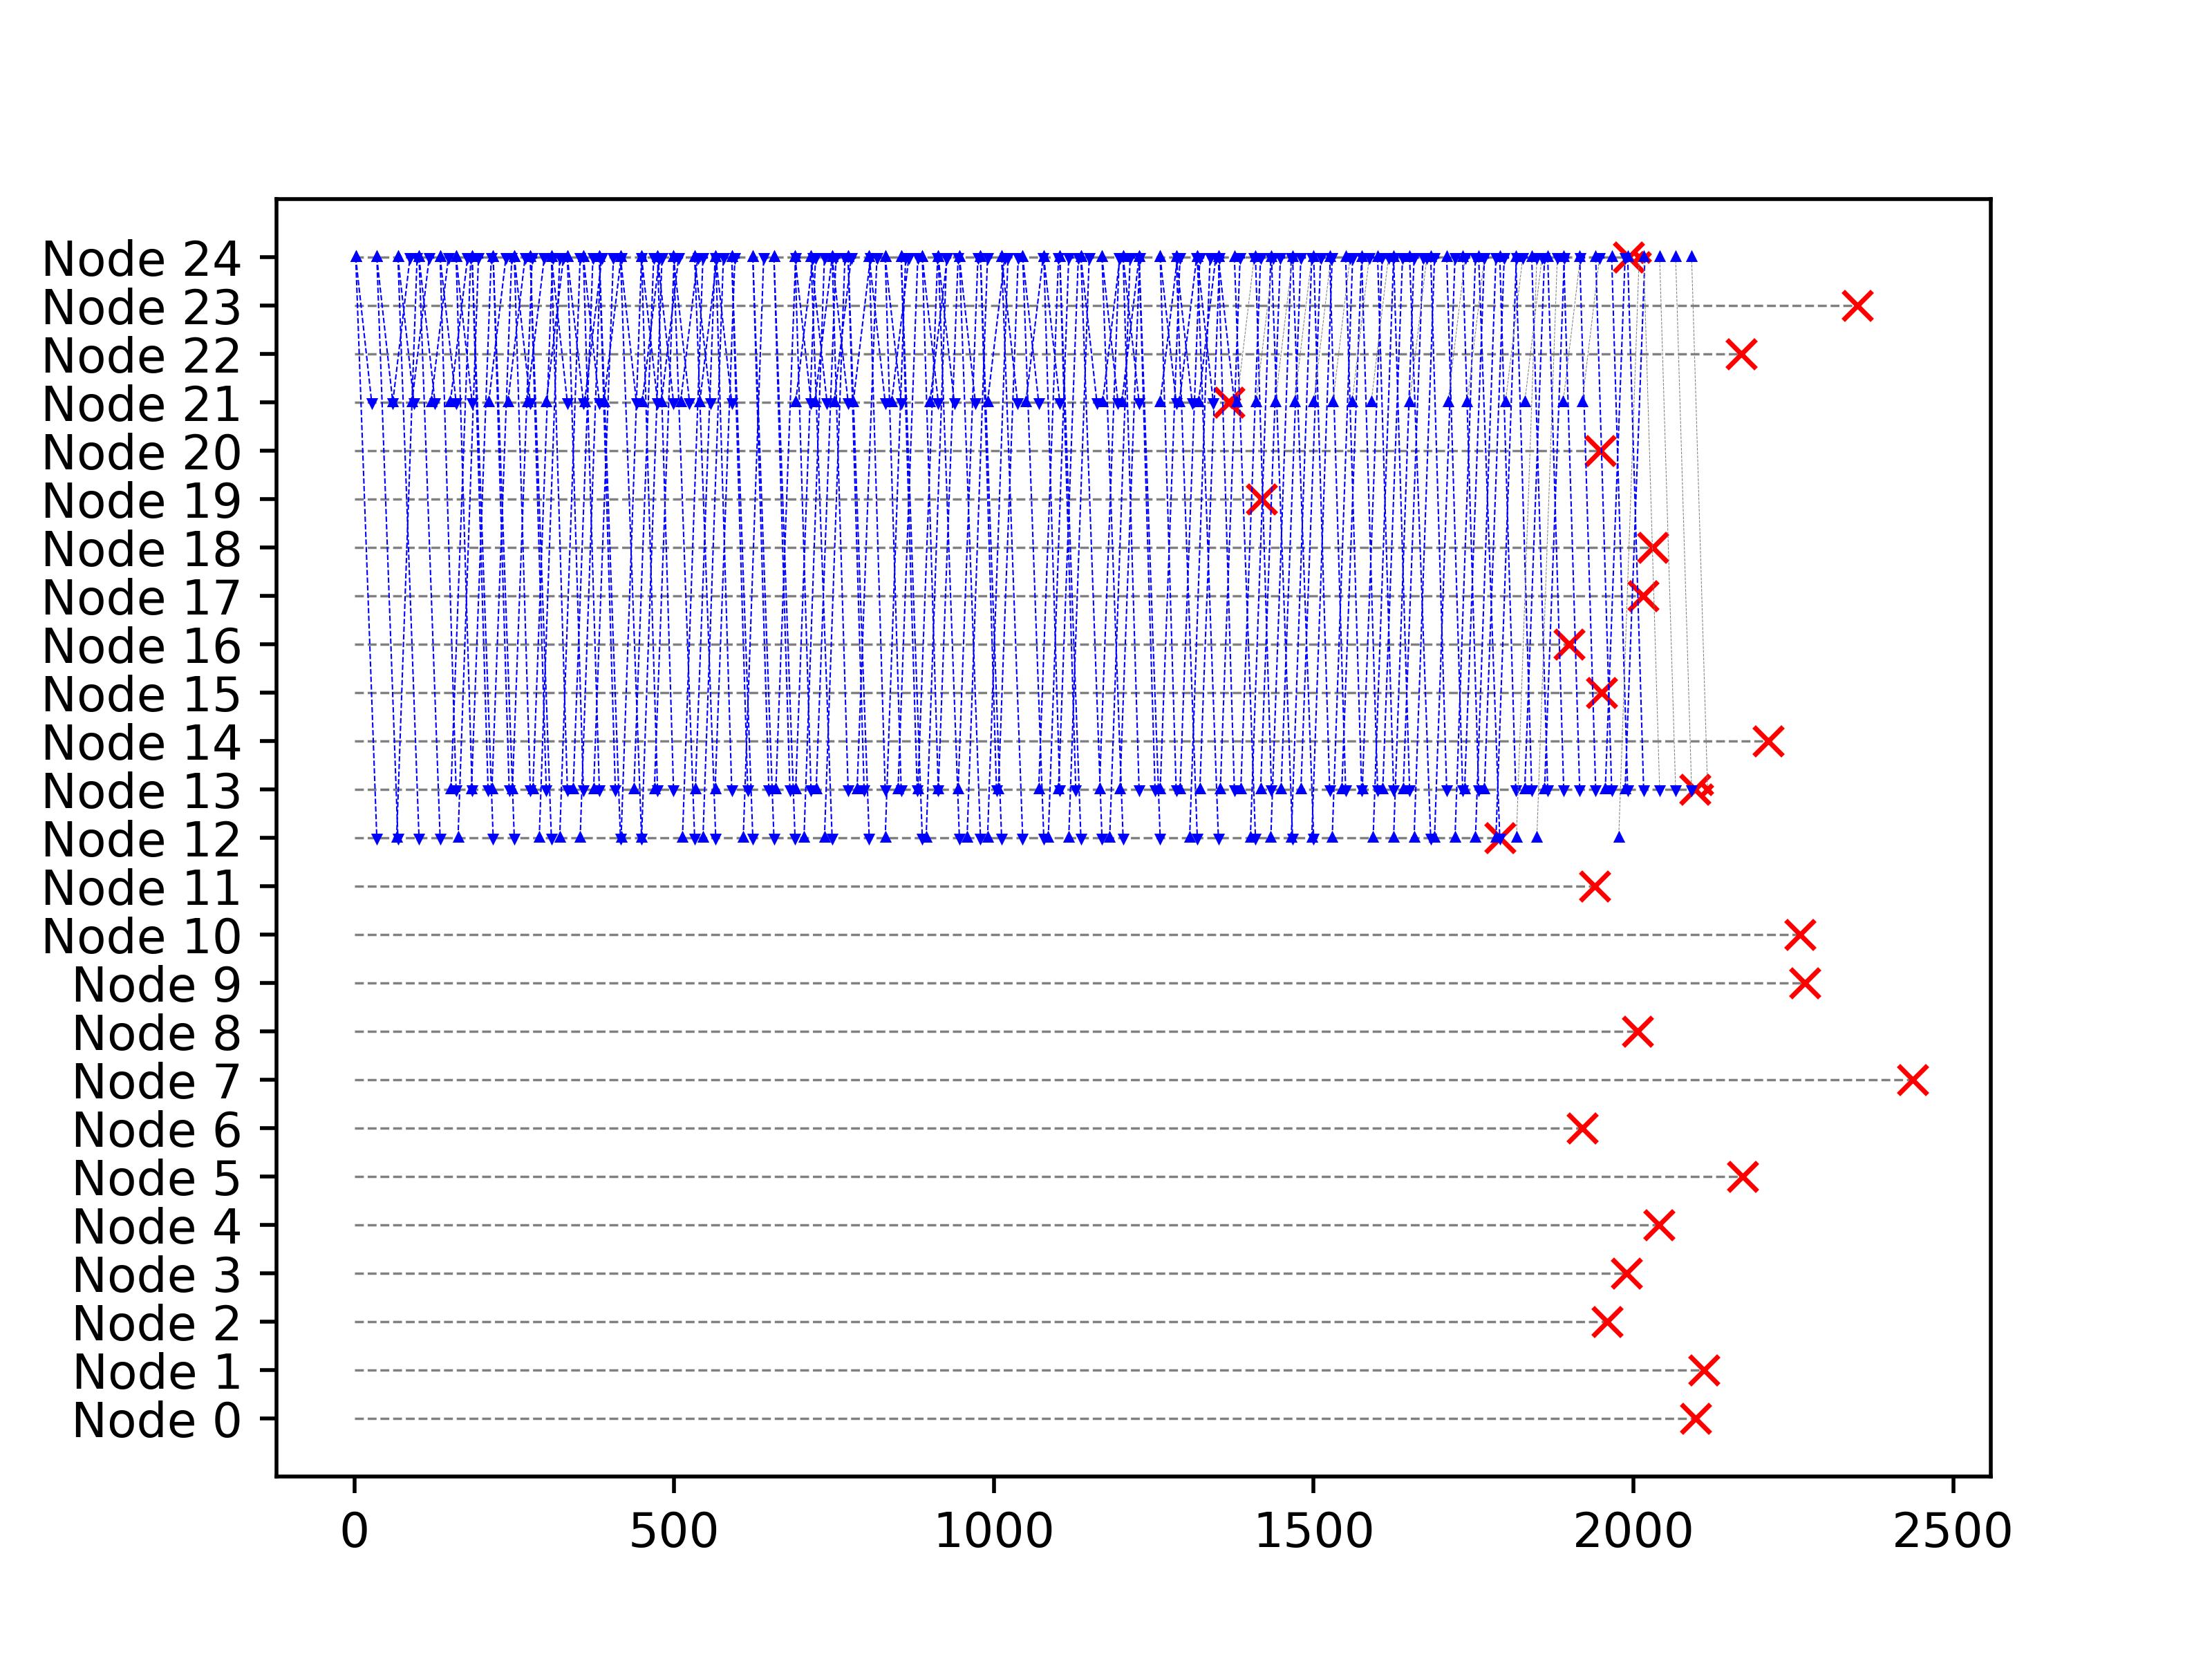 Node 24
Node 23
Node 22
Node 21
Node 20
Node 19
Node 18
Node 17
Node 16
Node 15
Node 14
Node 13
Node 12
Node 11
Node 10
Node 9
Node 8
Node 7
Node 6
Node 5
Node 4
Node 3
Node 2
Node 1
Node 0
0 500 1000 1500 2000 2500